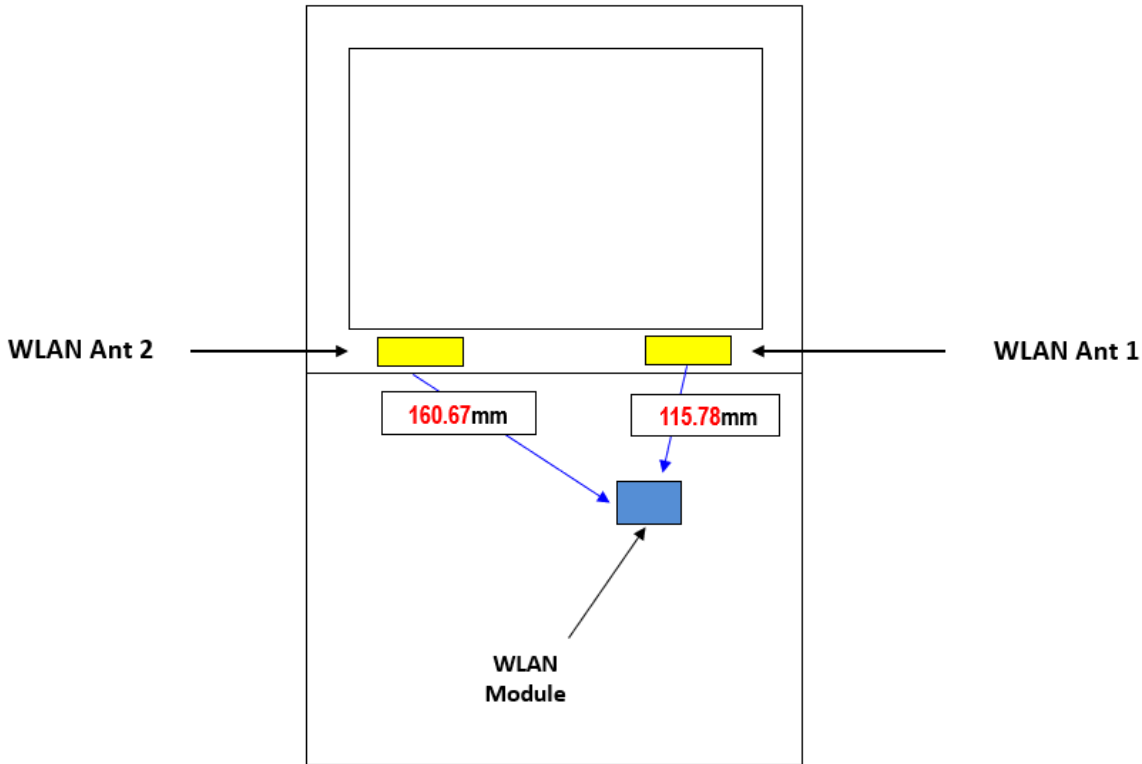 WLAN Ant 2
WLAN Ant 1
160.67mm
115.78mm
WLAN
Module